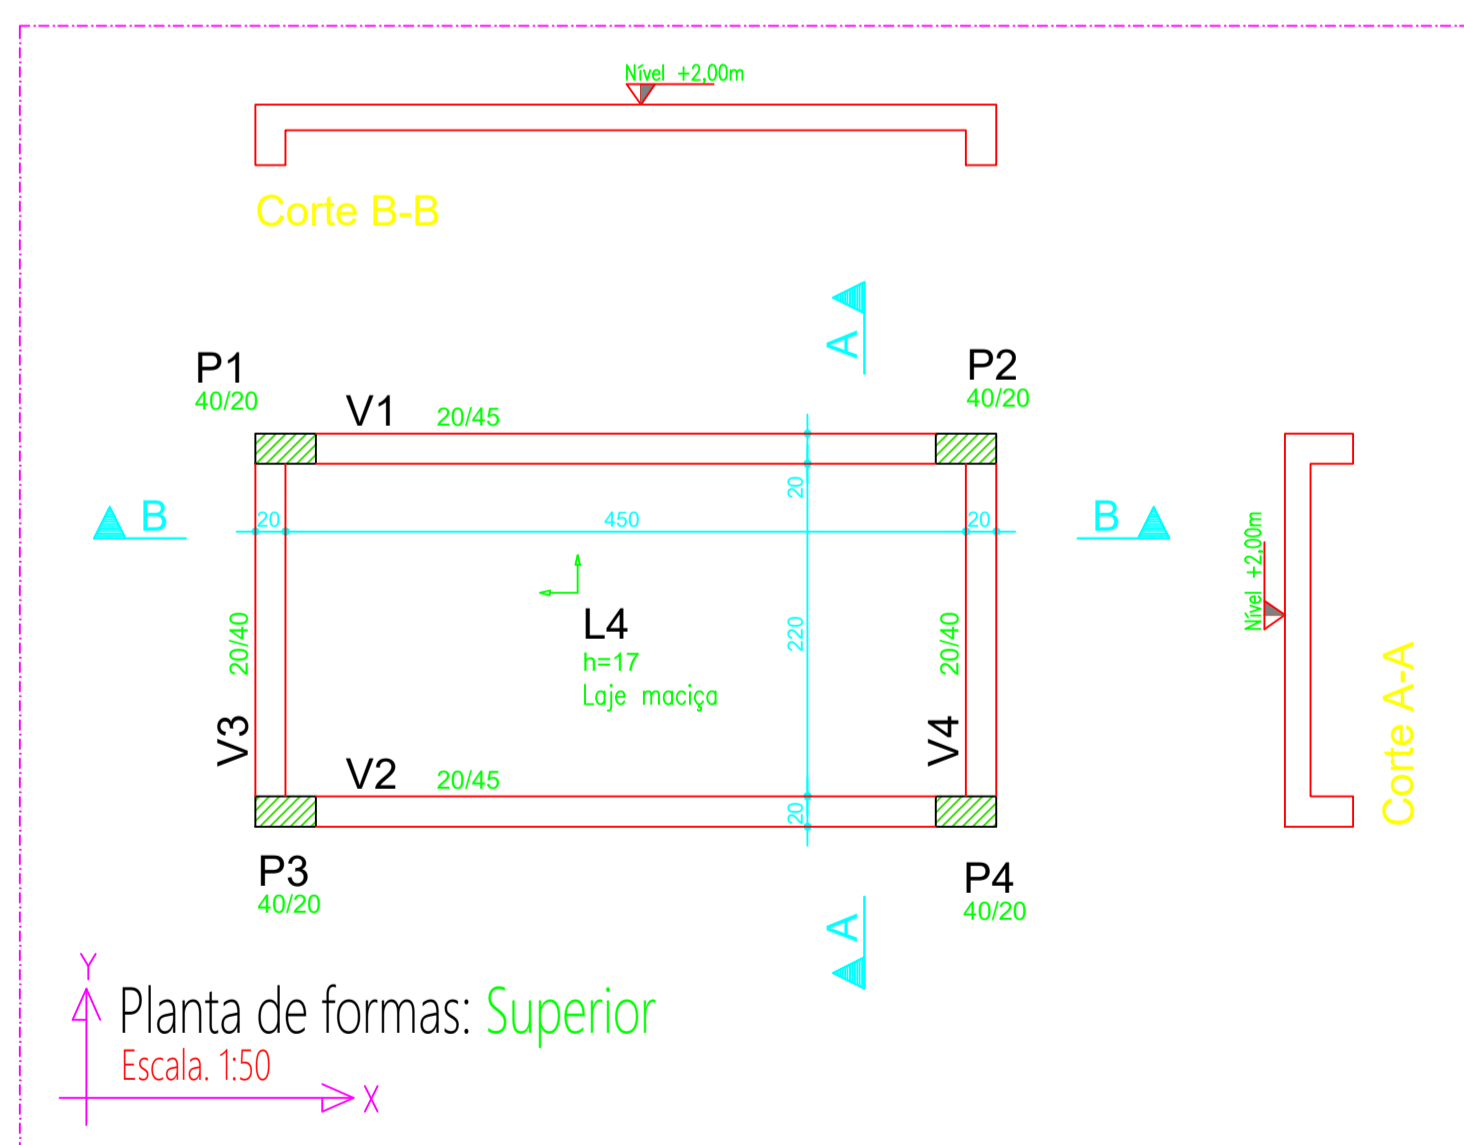 Nível +2,00m
Corte B-B
A
P1
40/20
P2
40/20
V1 20/45
20
B
B
20 450 20
Nível +2,00m
L4
h=17
Laje maciça
220
20/40
20/40
V3
V4
Corte A-A
V2 20/45
20
P3
40/20
P4
40/20
A
Y
Planta de formas: Superior
Escala. 1:50
X